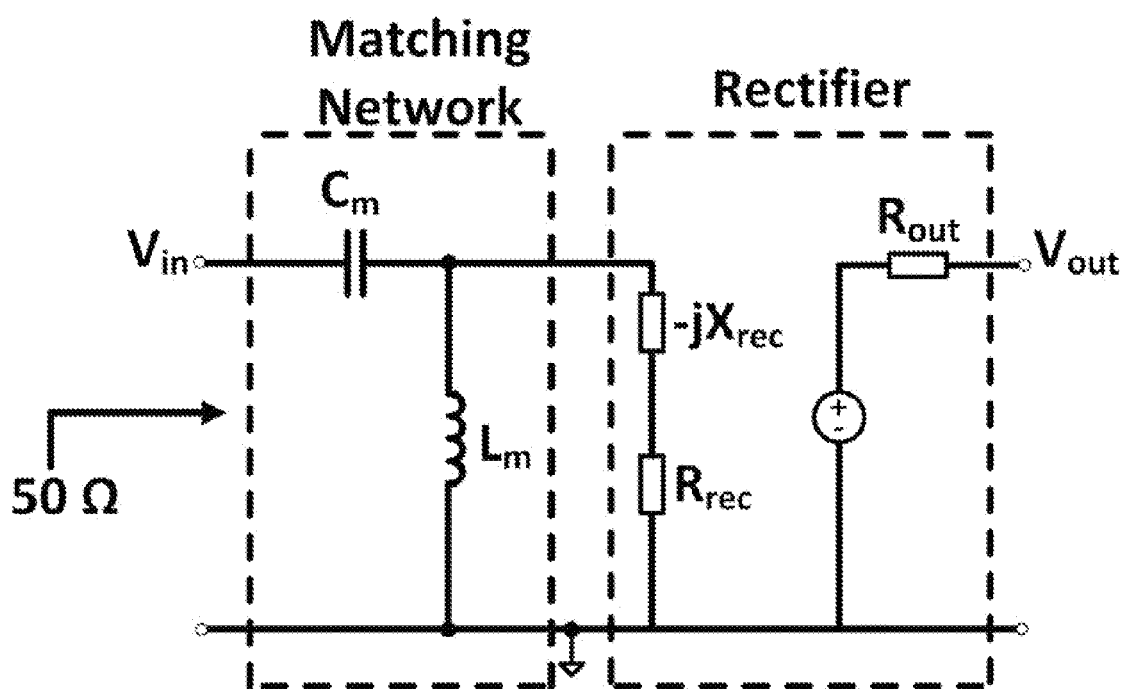 Matching
Network
Rectifier
Cm
Rout
Vin
Vout
-jXrec
+
-
Lm
Rrec
50 Ω